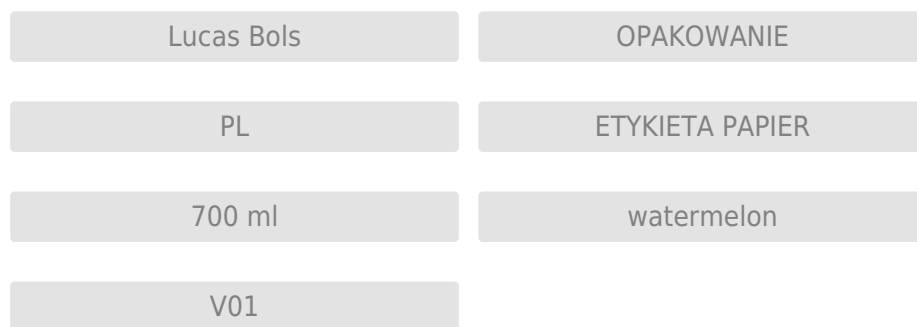 Lucas Bols
OPAKOWANIE
PL
ETYKIETA PAPIER
700 ml
watermelon
V01